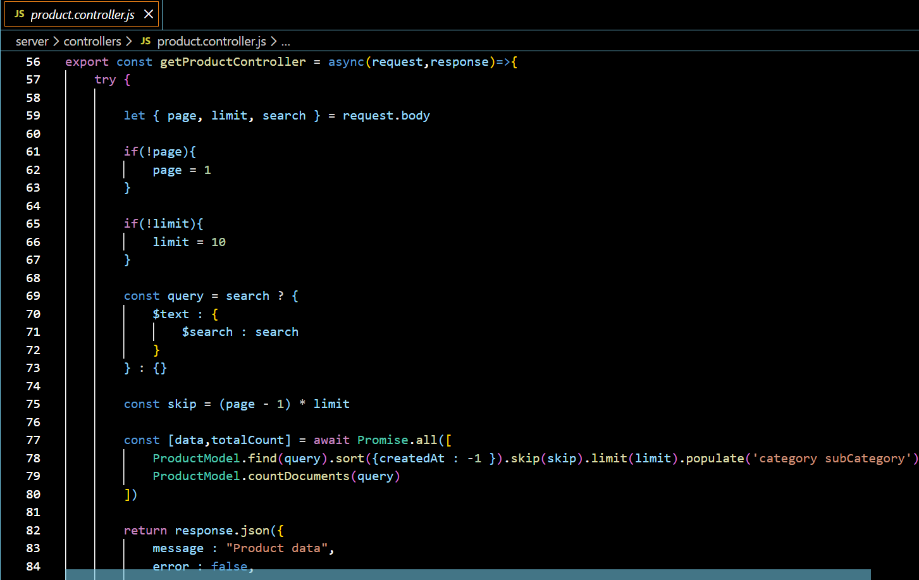 JS product.controller.js ✕
server > controllers > JS product.controller.js > ...
56 export const getProductController = async(request,response)=>{
57     try {
58
59         let { page, limit, search } = request.body
60
61         if(!page){
62             page = 1
63         }
64
65         if(!limit){
66             limit = 10
67         }
68
69         const query = search ? {
70             $text : {
71                 $search : search
72             }
73         } : {}
74
75         const skip = (page - 1) * limit
76
77         const [data,totalCount] = await Promise.all([
78             ProductModel.find(query).sort({createdAt : -1 }).skip(skip).limit(limit).populate('category subCategory')
79             ProductModel.countDocuments(query)
80         ])
81
82         return response.json({
83             message : "Product data",
84             error : false,